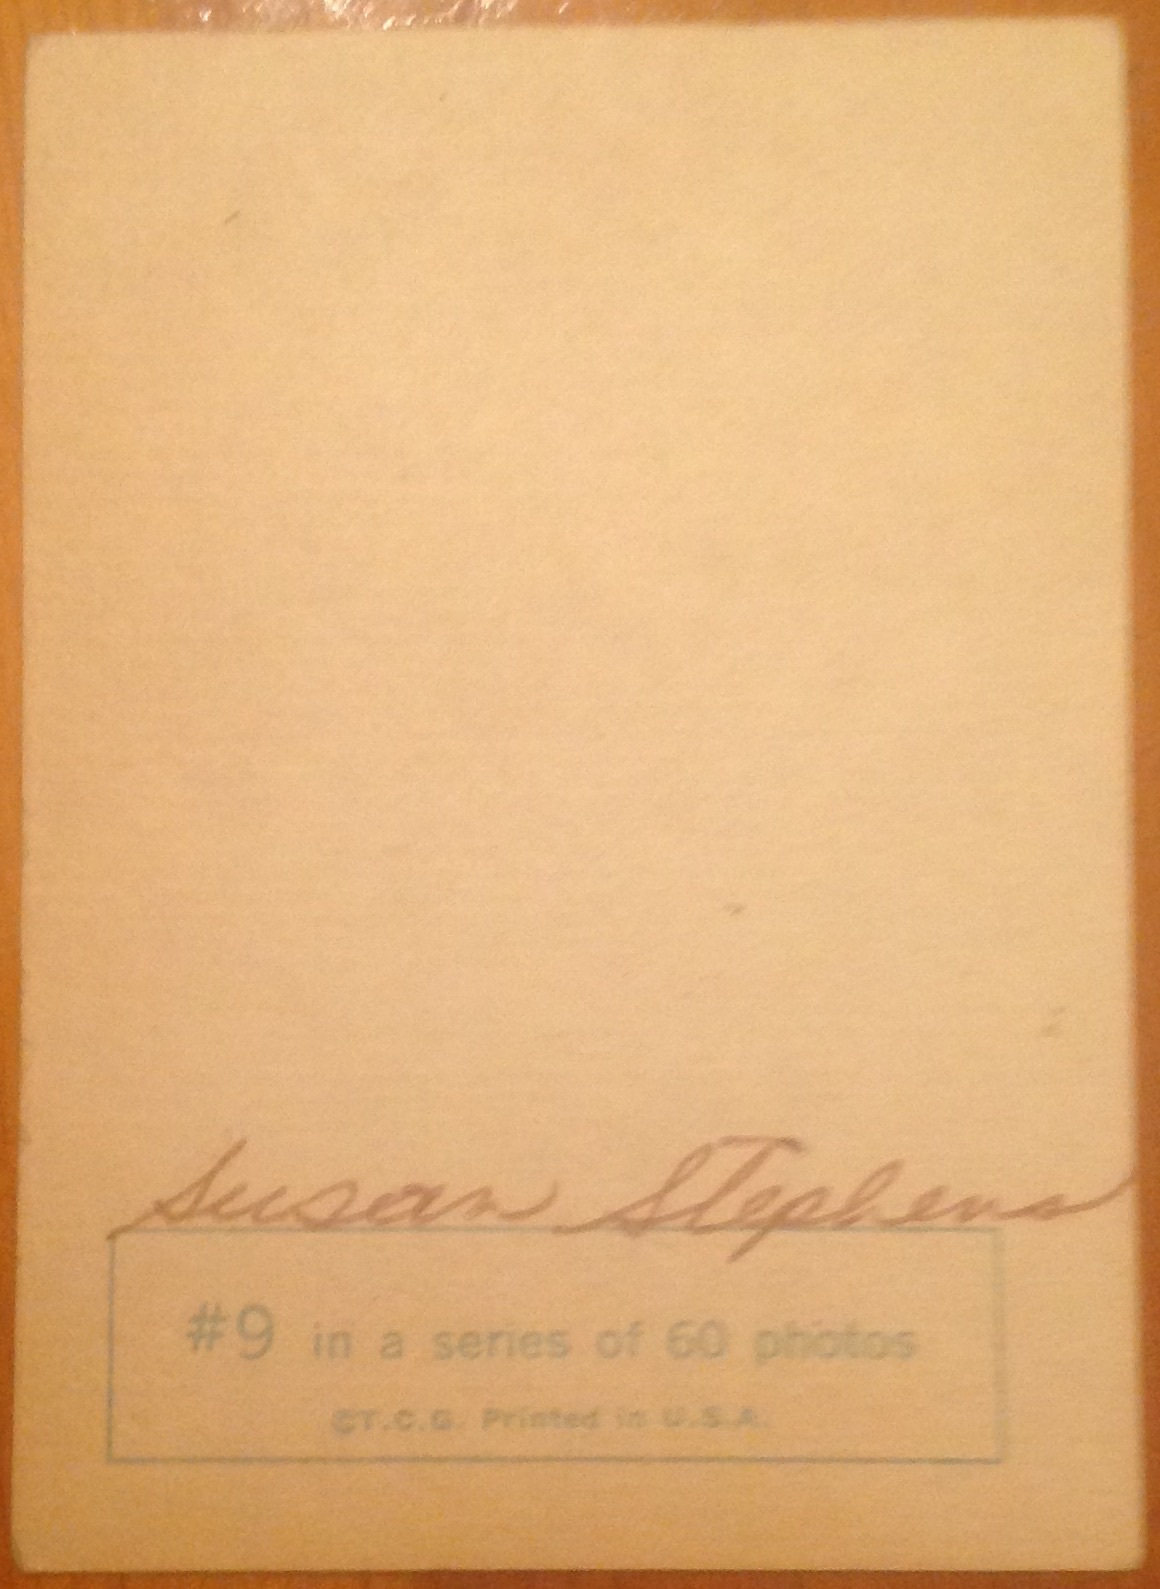 Susan Stephens
#9 in a series of 60 photos
©T.C.G. Printed in U.S.A.